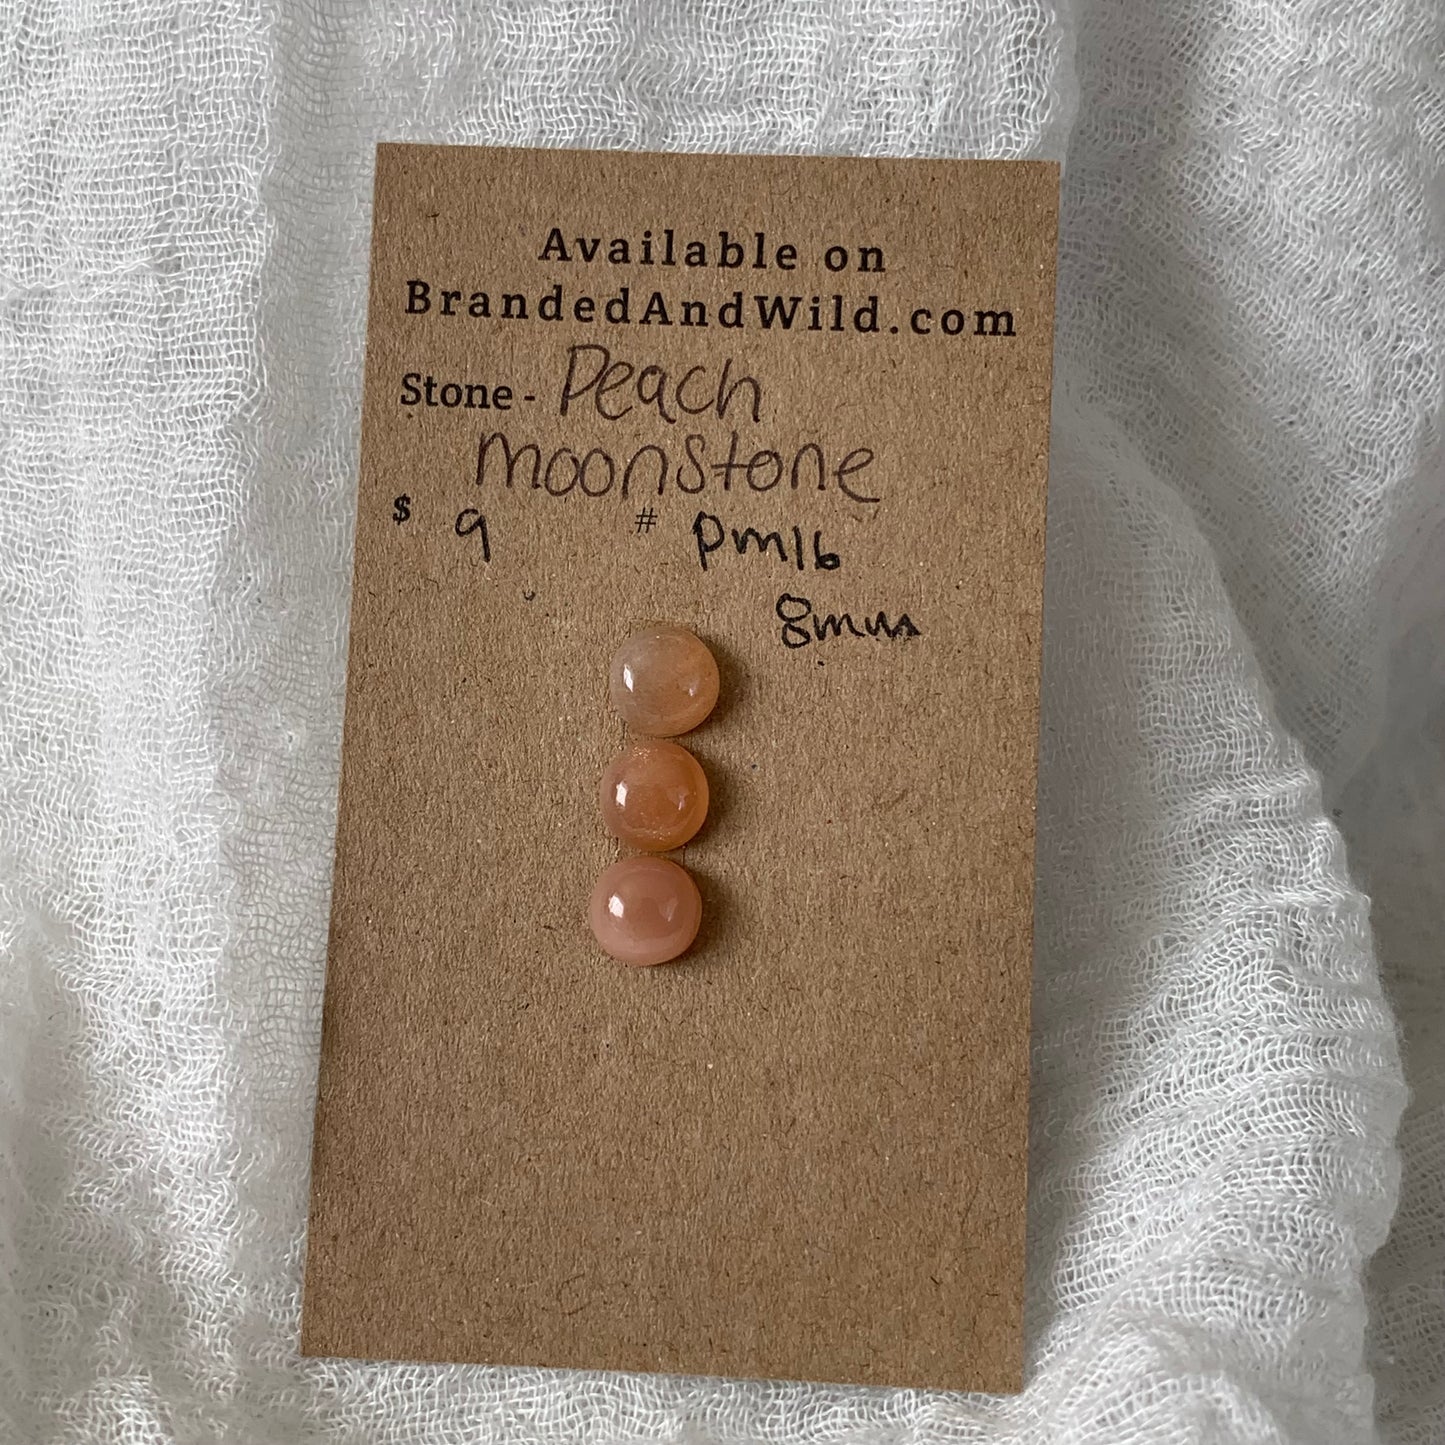 Available on
BrandedAndWild.com
Stone - Peach
moonstone
$ 9 # pm16
8mm